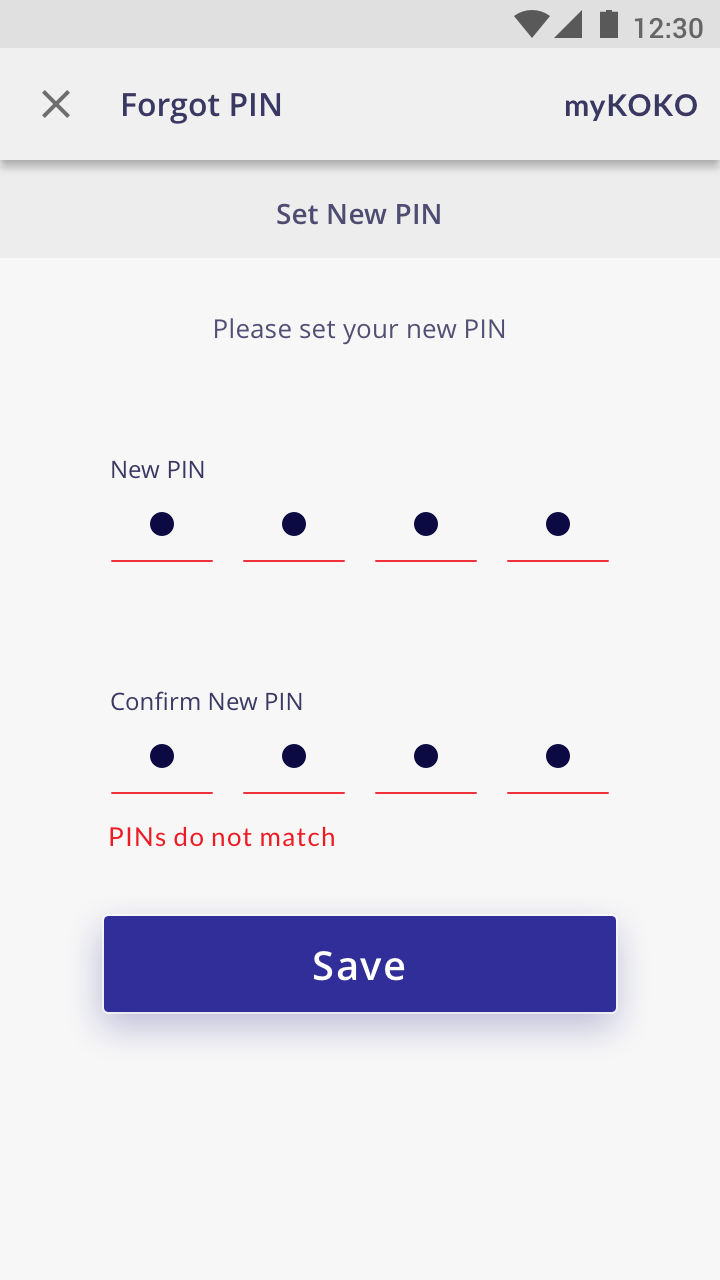 12:30
Forgot PIN
myKOKO
Set New PIN
Please set your new PIN
New PIN
Confirm New PIN
PINs do not match
Save